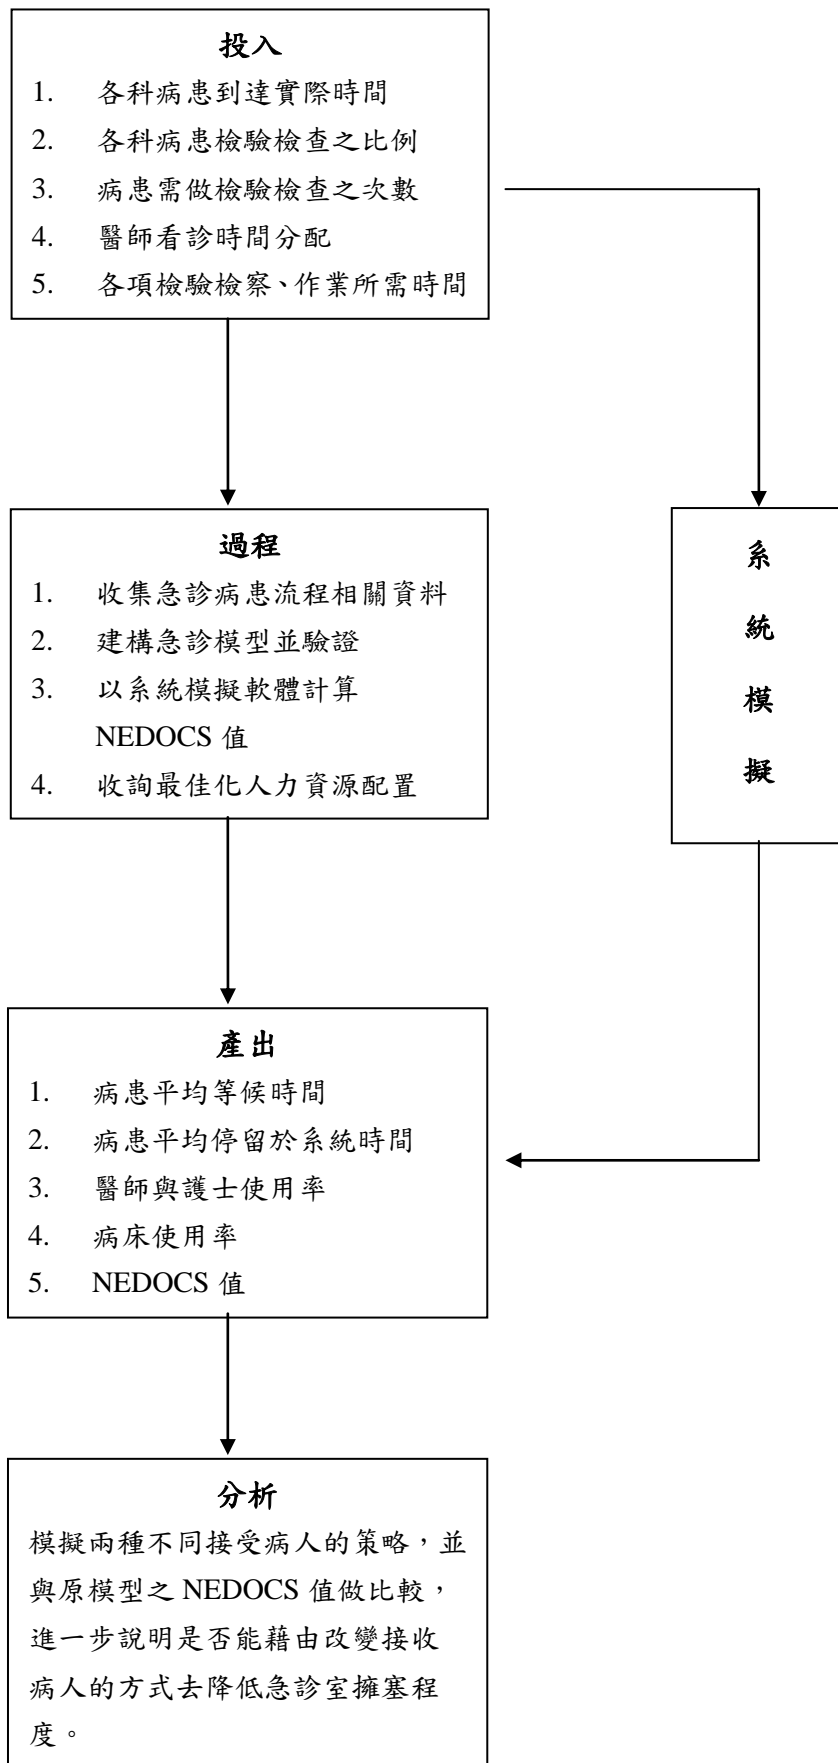 投入
1. 各科病患到達實際時間
2. 各科病患檢驗檢查之比例
3. 病患需做檢驗檢查之次數
4. 醫師看診時間分配
5. 各項檢驗檢察、作業所需時間
過程
1. 收集急診病患流程相關資料
2. 建構急診模型並驗證
3. 以系統模擬軟體計算
NEDOCS 值
4. 收詢最佳化人力資源配置
系
統
模
擬
產出
1. 病患平均等候時間
2. 病患平均停留於系統時間
3. 醫師與護士使用率
4. 病床使用率
5. NEDOCS 值
分析
模擬兩種不同接受病人的策略，並
與原模型之 NEDOCS 值做比較，
進一步說明是否能藉由改變接收
病人的方式去降低急診室擁塞程
度。